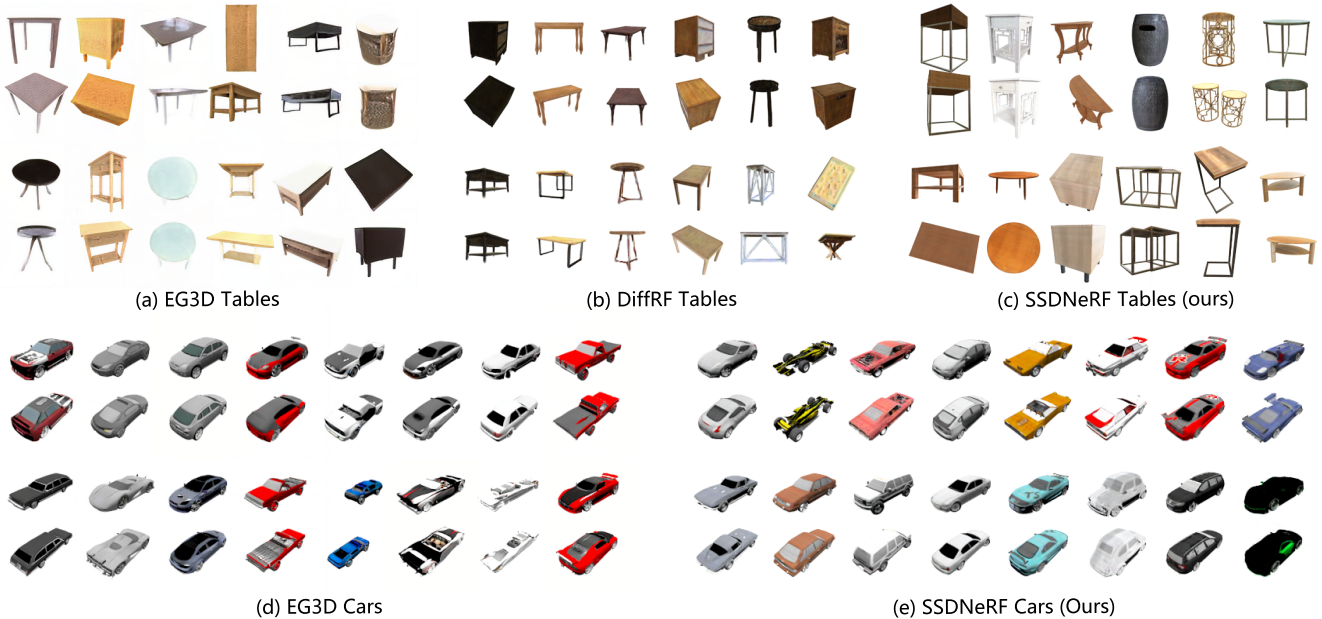 (a) EG3D Tables
(b) DiffRF Tables
(c) SSDNeRF Tables (ours)
(d) EG3D Cars
(e) SSDNeRF Cars (Ours)